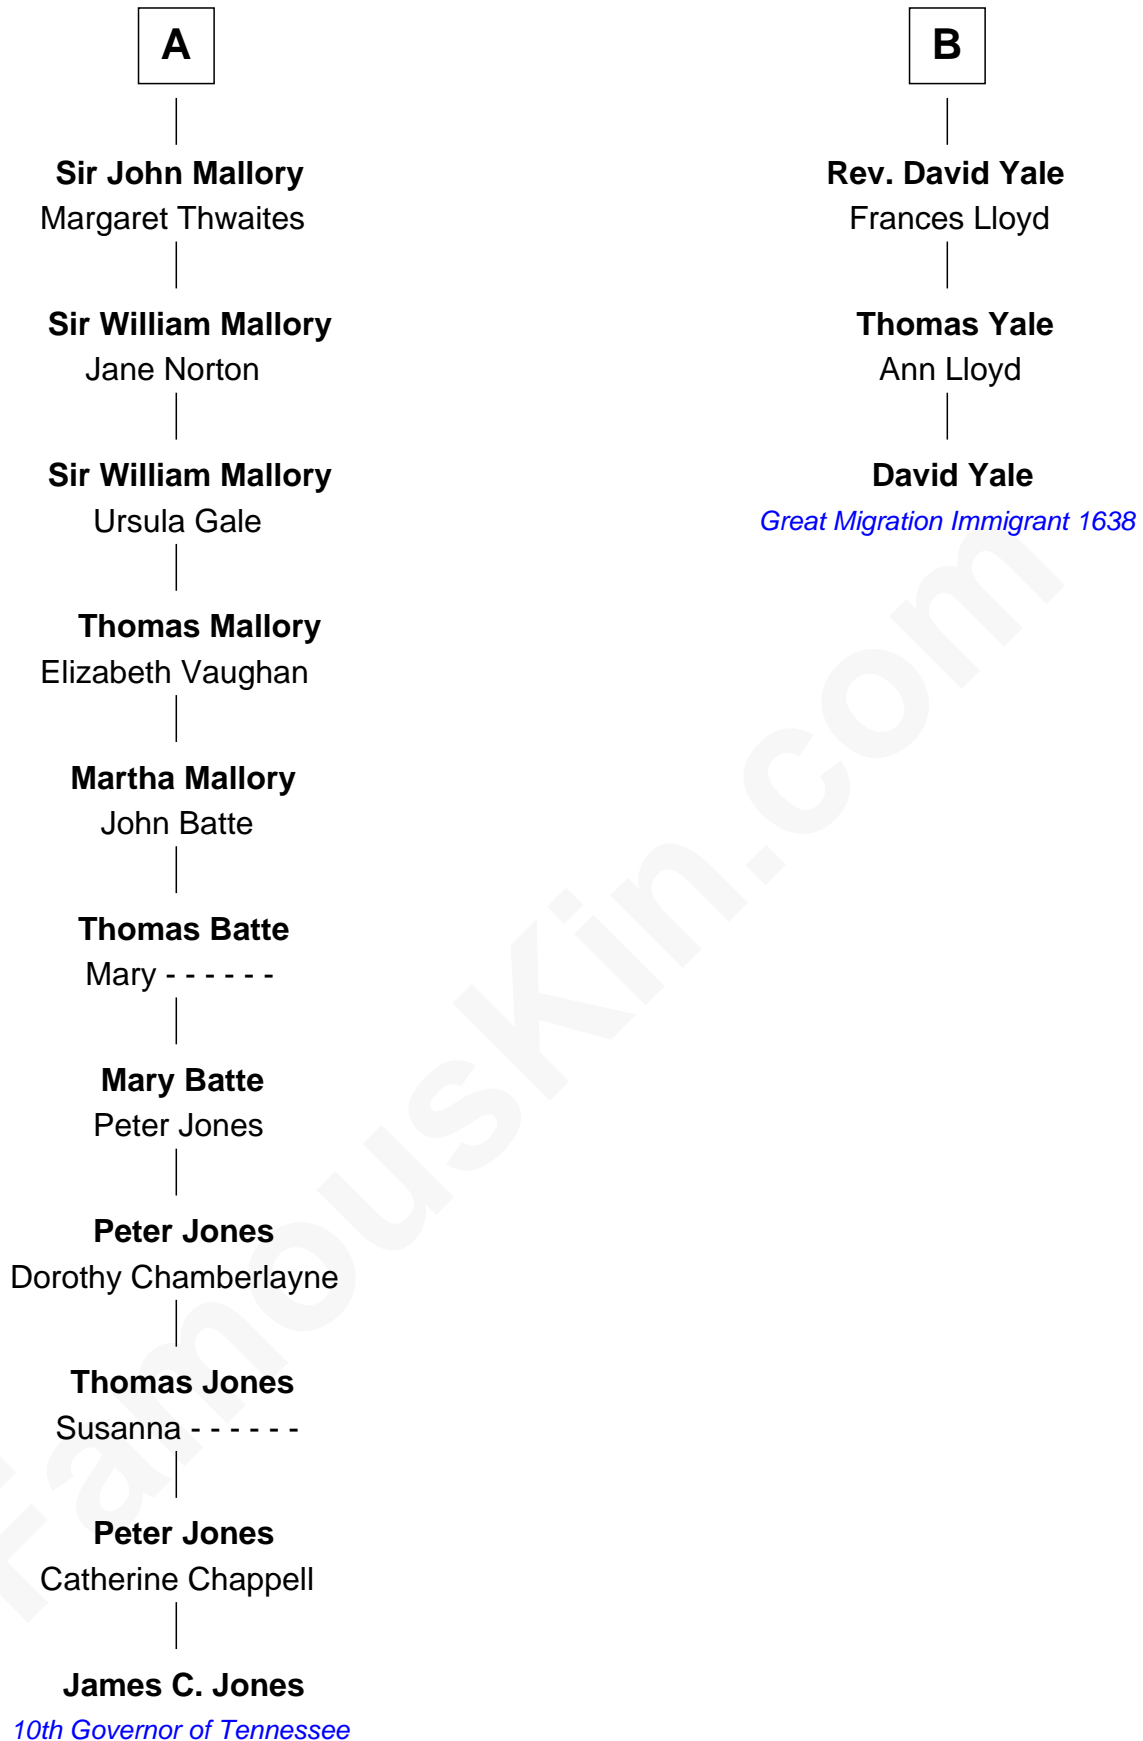 A
Sir John Mallory
Margaret Thwaites
Sir William Mallory
Jane Norton
Sir William Mallory
Ursula Gale
Thomas Mallory
Elizabeth Vaughan
Martha Mallory
John Batte
Thomas Batte
Mary - - - - - -
Mary Batte
Peter Jones
Peter Jones
Dorothy Chamberlayne
Thomas Jones
Susanna - - - - - -
Peter Jones
Catherine Chappell
James C. Jones
10th Governor of Tennessee
B
Rev. David Yale
Frances Lloyd
Thomas Yale
Ann Lloyd
David Yale
Great Migration Immigrant 1638
FamousKin.com